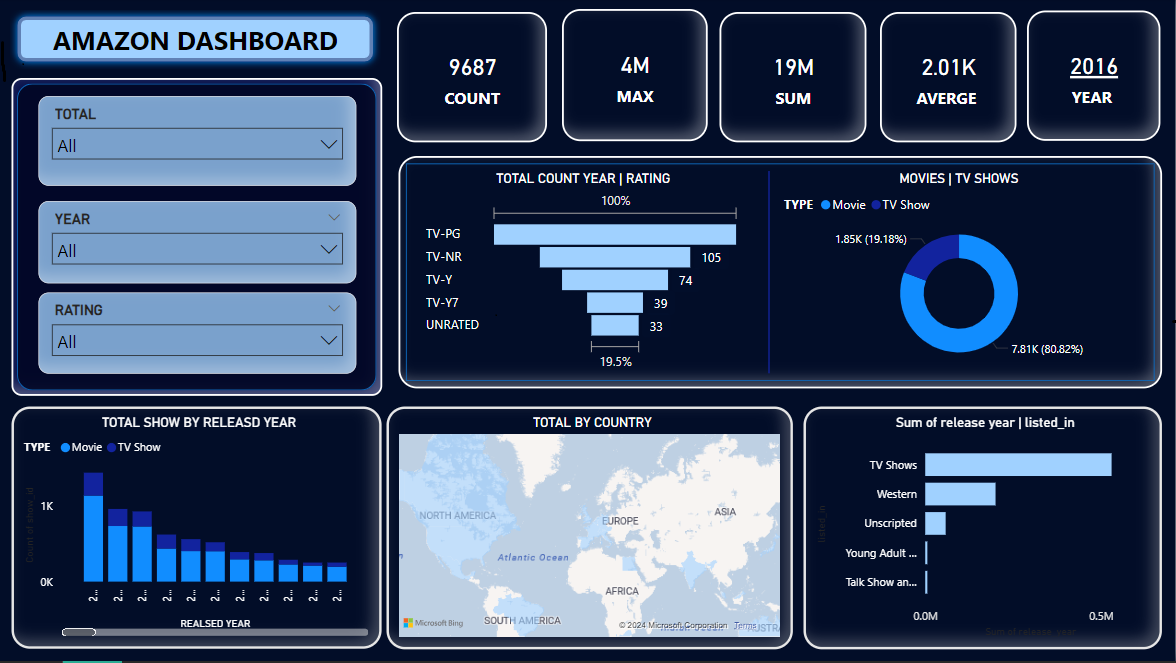 AMAZON DASHBOARD
9687
COUNT
4M
MAX
19M
SUM
2.01K
AVERGE
2016
YEAR
TOTAL
All
YEAR
All
RATING
All
TOTAL COUNT YEAR | RATING
100%
TV-PG
TV-NR
105
TV-Y
74
TV-Y7
39
UNRATED
33
19.5%
MOVIES | TV SHOWS
TYPE Movie TV Show
1.85K (19.18%)
7.81K (80.82%)
TOTAL SHOW BY RELEASD YEAR
TYPE Movie TV Show
Count of show_id
1K
0K
2... 2... 2... 2... 2... 2... 2... 2... 2... 2... 2...
REALSED YEAR
TOTAL BY COUNTRY
NORTH AMERICA
EUROPE
ASIA
Atlantic Ocean
AFRICA
SOUTH AMERICA
Microsoft Bing
© 2024 Microsoft Corporation Terms
Sum of release year | listed_in
listed_in
TV Shows
Western
Unscripted
Young Adult ...
Talk Show an...
0.0M
0.5M
Sum of release_year